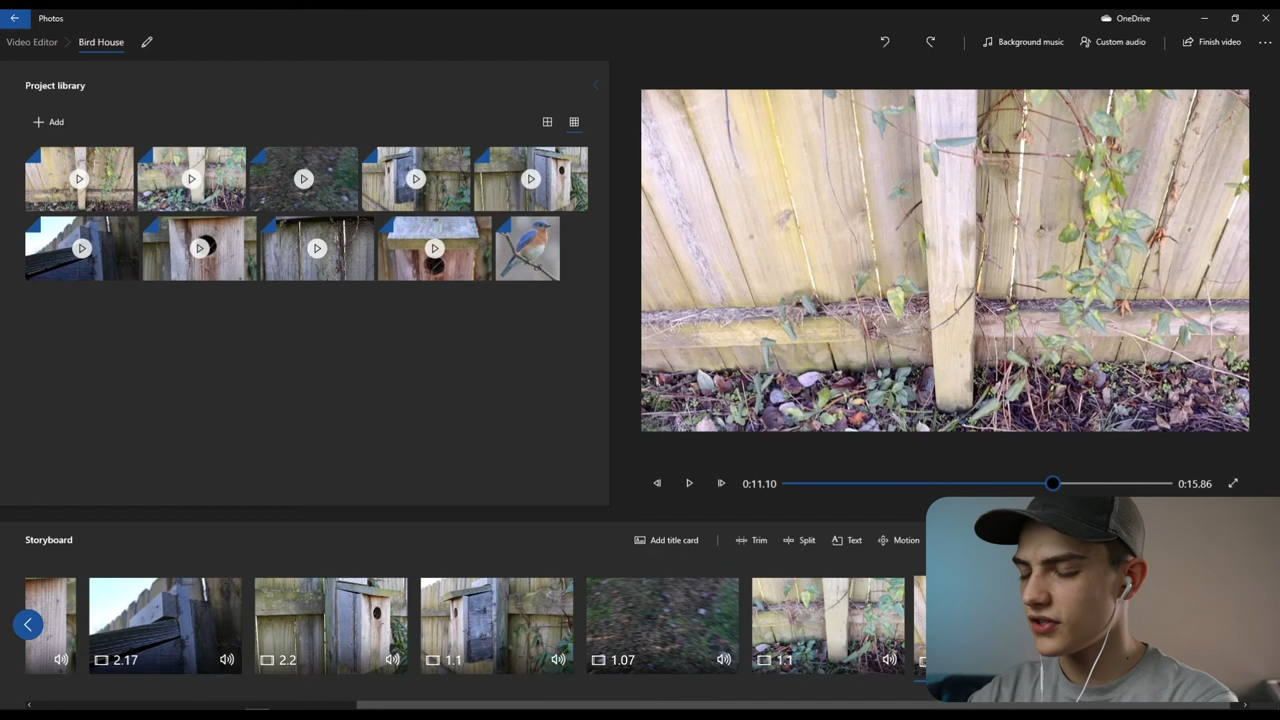 Photos
OneDrive
Video Editor
Bird House
Background music
Custom audio
Finish video
Project library
Add
0:11.10
0:15.86
Storyboard
Add title card
Trim
Split
Text
Motion
2.17
2.2
1.1
1.07
1.1